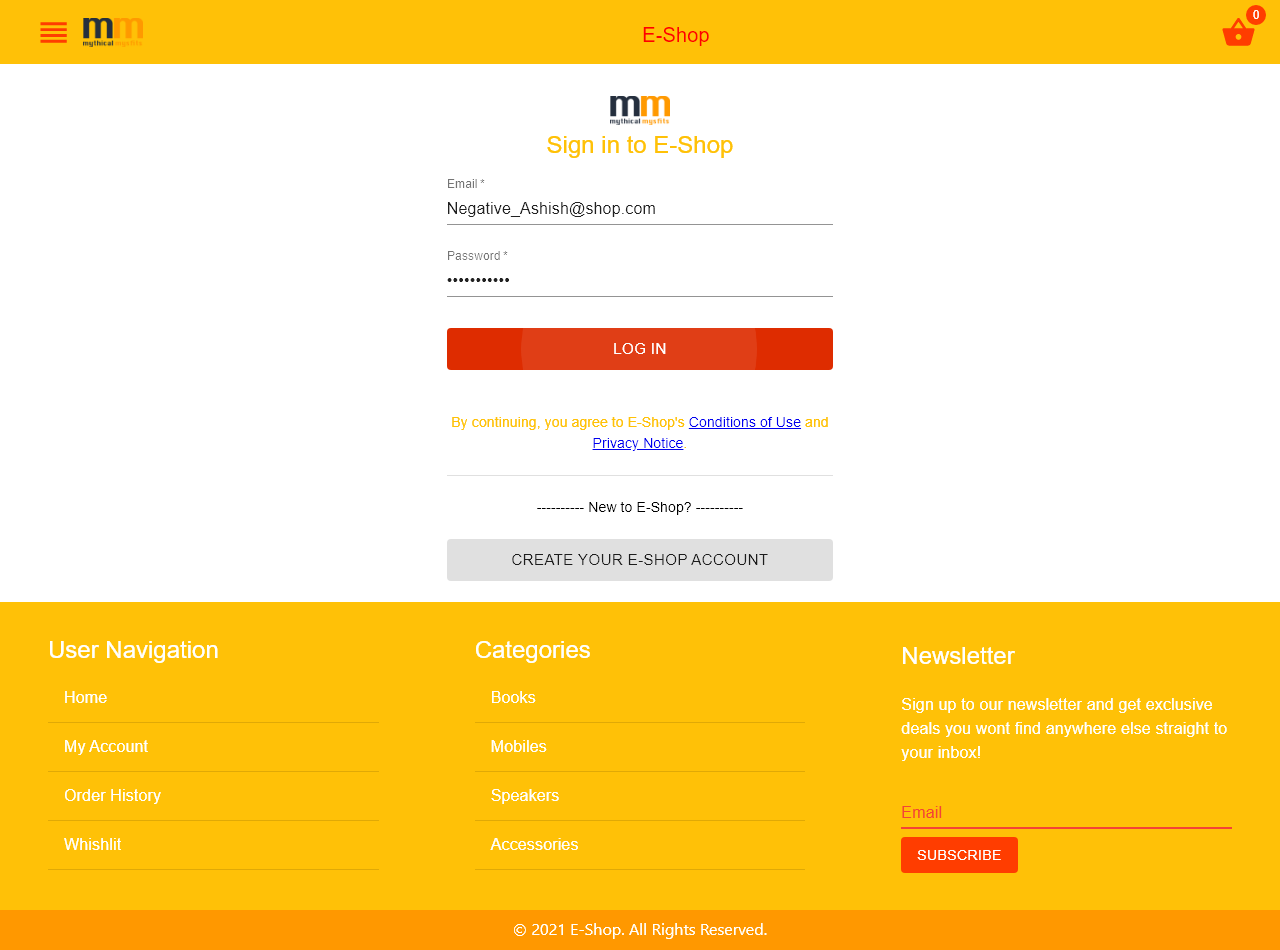 mm
mythical mysfits
E-Shop
0
mm
mythical mysfits
Sign in to E-Shop
Email *
Negative_Ashish@shop.com
Password *
•••••••••••
LOG IN
By continuing, you agree to E-Shop's Conditions of Use and
Privacy Notice.
---------- New to E-Shop? ----------
CREATE YOUR E-SHOP ACCOUNT
User Navigation
Home
My Account
Order History
Whishlit
Categories
Books
Mobiles
Speakers
Accessories
Newsletter
Sign up to our newsletter and get exclusive
deals you wont find anywhere else straight to
your inbox!
Email
SUBSCRIBE
© 2021 E-Shop. All Rights Reserved.